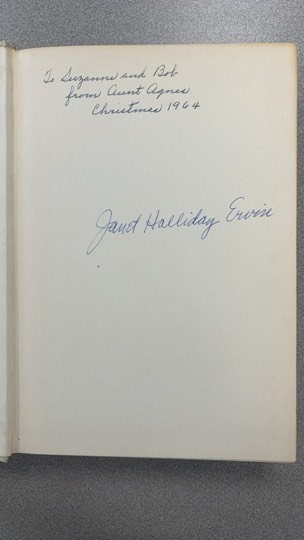 To Suzanne and Bob
from Aunt Agnes
Christmas 1964
Janet Halliday Ervin